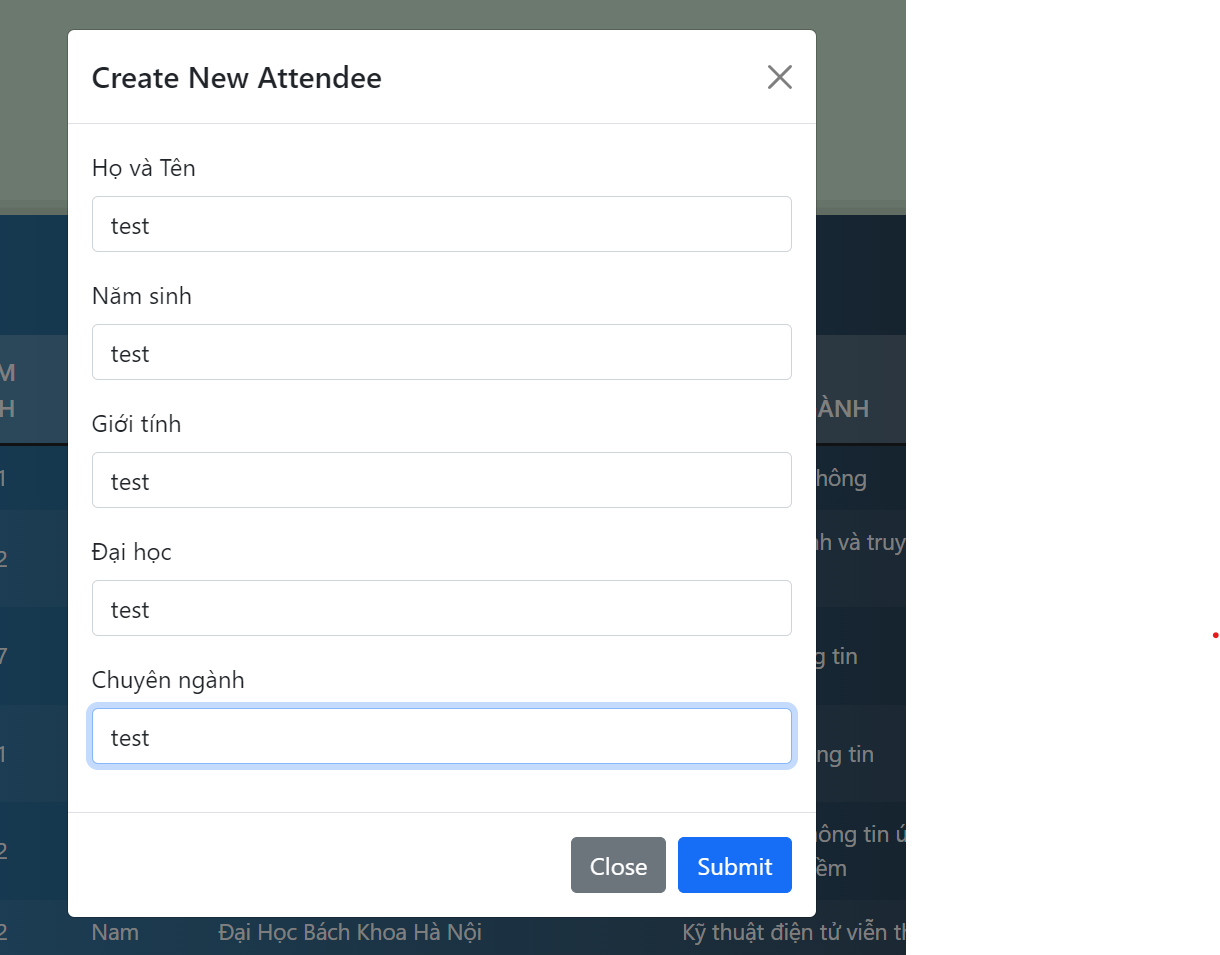 Create New Attendee
Họ và Tên
test
Năm sinh
test
M
H
Giới tính
ÀNH
test
1
hông
Đại học
2
nh và truy
test
7
g tin
Chuyên ngành
test
1
ng tin
2
ông tin ú
ềm
Close
Submit
2
Nam
Đại Học Bách Khoa Hà Nội
Kỹ thuật điện tử viễn th